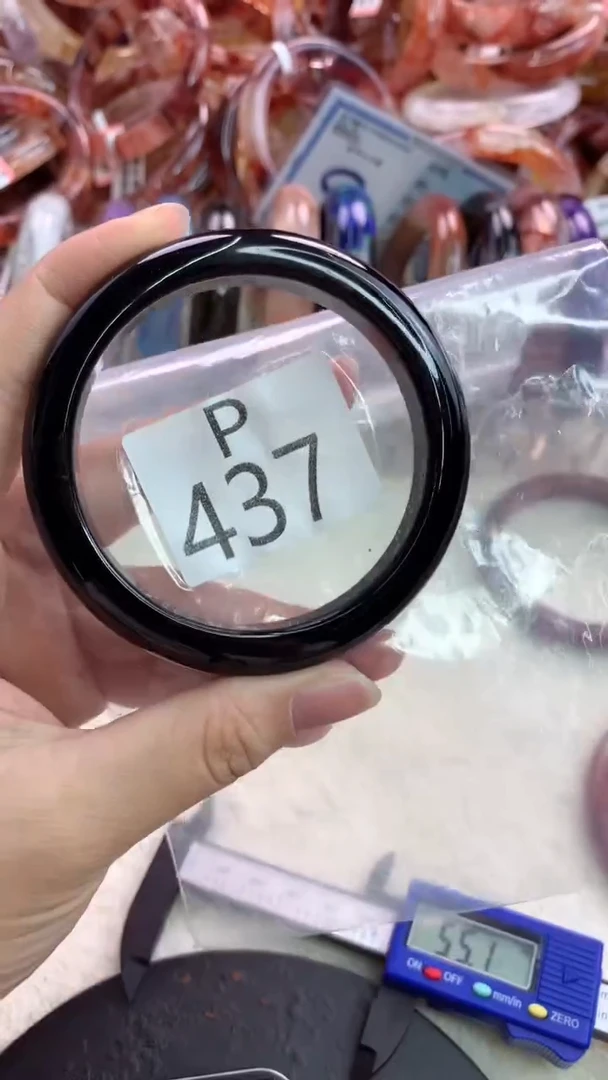 P
437
55.1
ON
OFF
mm/in
ZERO